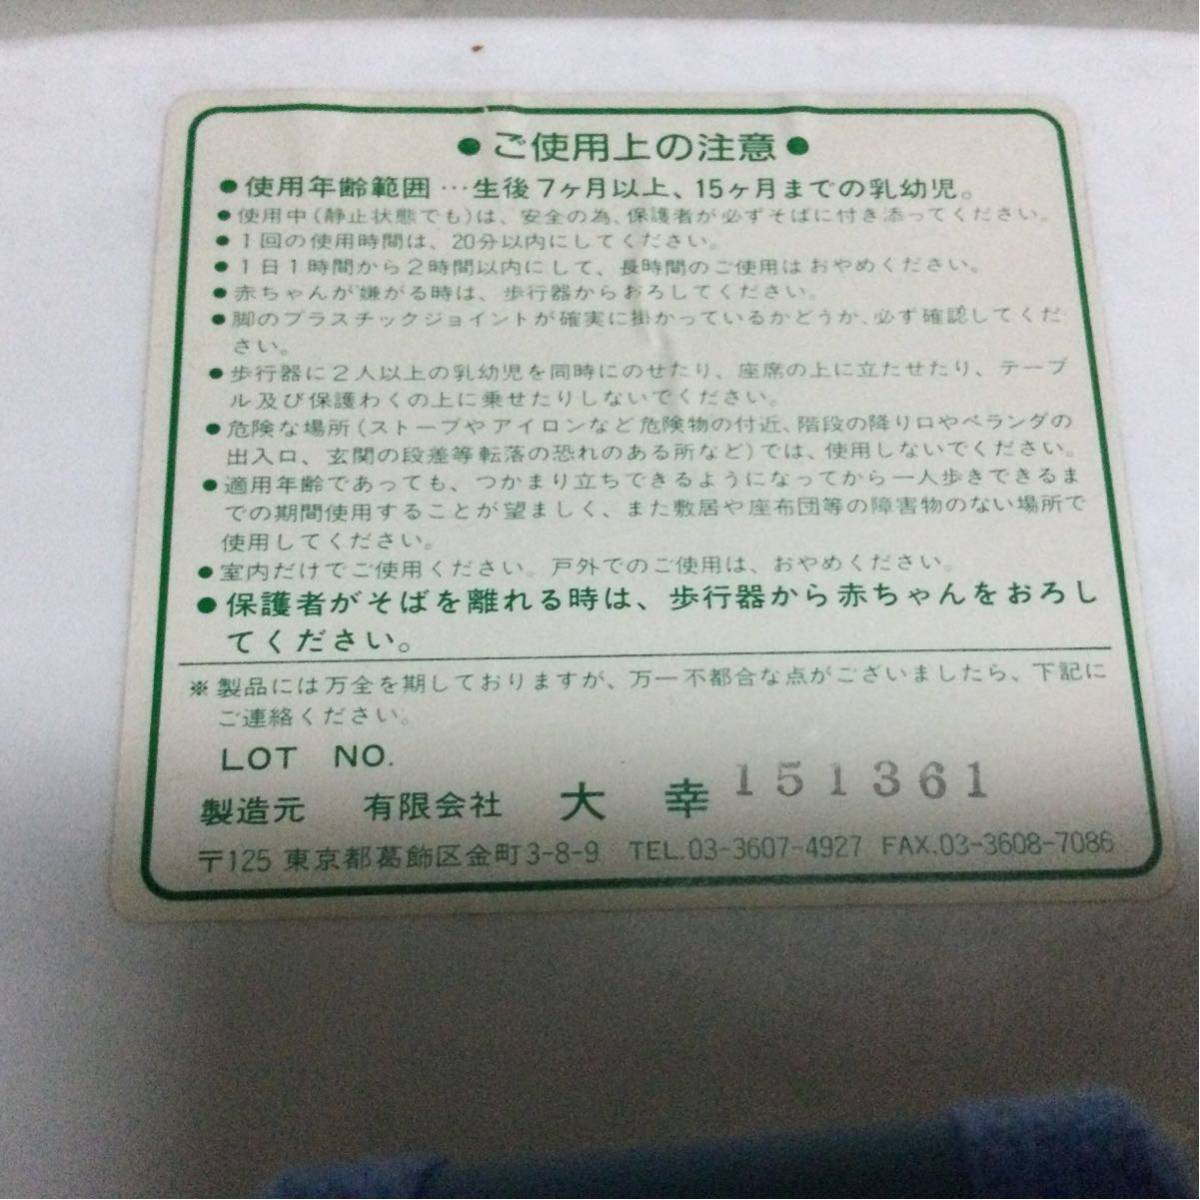 ●ご使用上の注意●
●使用年齢範囲…生後7ヶ月以上、15ヶ月までの乳幼児。
●使用中(静止状態でも)は、安全の為、保護者が必ずそばに付き添ってください。
●1回の使用時間は、20分以内にしてください。
●1日1時間から2時間以内にして、長時間のご使用はおやめください。
●赤ちゃんが嫌がる時は、歩行器からおろしてください。
●脚のプラスチックジョイントが確実に掛かっているかどうか、必ず確認してくだ
さい。
●歩行器に2人以上の乳幼児を同時にのせたり、座席の上に立たせたり、テーブ
ル及び保護わくの上に乗せたりしないでください。
●危険な場所(ストーブやアイロンなど危険物の付近、階段の降り口やベランダの
出入口、玄関の段差等転落の恐れのある所など)では、使用しないでください。
●適用年齢であっても、つかまり立ちできるようになってから一人歩きできるま
での期間使用することが望ましく、また敷居や座布団等の障害物のない場所で
使用してください。
●室内だけでご使用ください。戸外でのご使用は、おやめください。
●保護者がそばを離れる時は、歩行器から赤ちゃんをおろし
てください。
※製品には万全を期しておりますが、万一不都合な点がございましたら、下記に
ご連絡ください。
LOT NO. 151361
製造元 有限会社 大幸
〒125 東京都葛飾区金町3-8-9 TEL.03-3607-4927 FAX.03-3608-7086